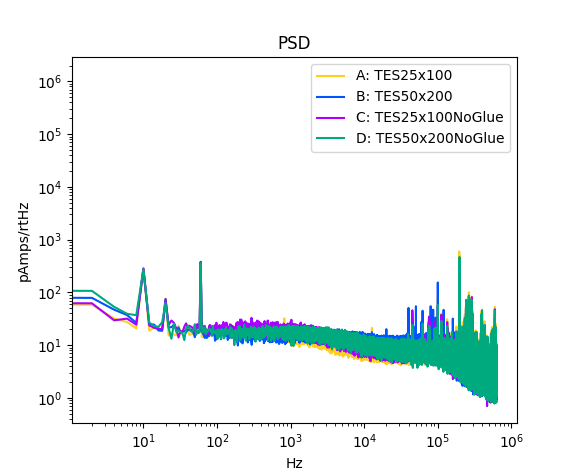 PSD
A: TES25x100
B: TES50x200
C: TES25x100NoGlue
D: TES50x200NoGlue
pAmps/rtHz
10⁶
10⁵
10⁴
10³
10²
10¹
10⁰
10¹ 10² 10³ 10⁴ 10⁵ 10⁶
Hz